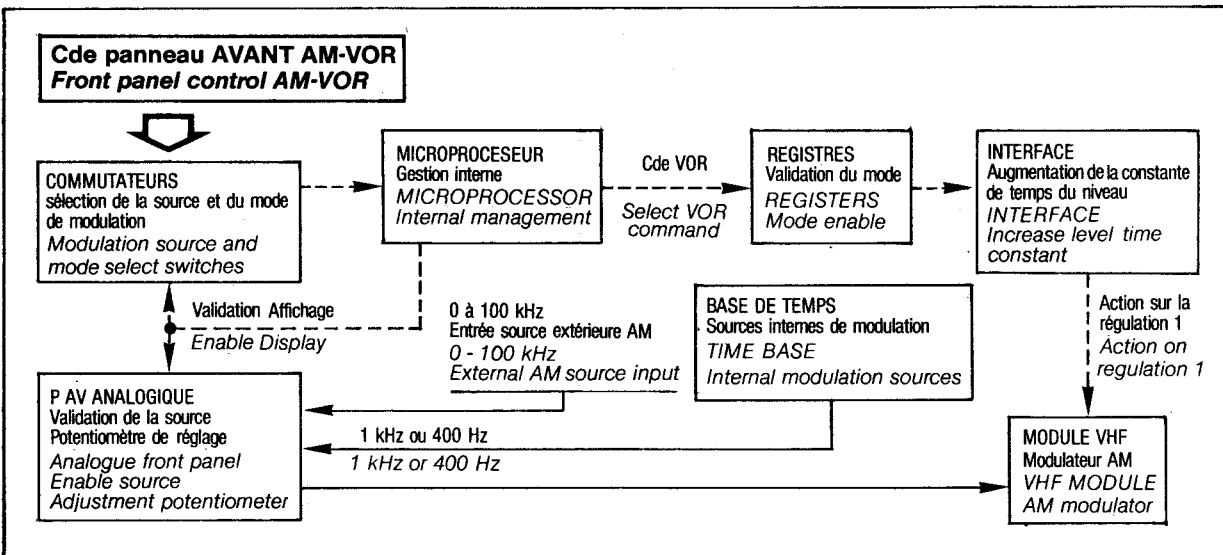 Cde panneau AVANT AM-VOR
Front panel control AM-VOR
COMMUTATEURS
sélection de la source et du mode
de modulation
Modulation source and
mode select switches
MICROPROCESEUR
Gestion interne
MICROPROCESSOR
Internal management
Cde VOR
Select VOR
command
REGISTRES
Validation du mode
REGISTERS
Mode enable
INTERFACE
Augmentation de la constante
de temps du niveau
INTERFACE
Increase level time
constant
Validation Affichage
Enable Display
0 à 100 kHz
Entrée source extérieure AM
0 - 100 kHz
External AM source input
BASE DE TEMPS
Sources internes de modulation
TIME BASE
Internal modulation sources
Action sur la
régulation 1
Action on
regulation 1
P AV ANALOGIQUE
Validation de la source
Potentiomètre de réglage
Analogue front panel
Enable source
Adjustment potentiometer
1 kHz ou 400 Hz
1 kHz or 400 Hz
MODULE VHF
Modulateur AM
VHF MODULE
AM modulator